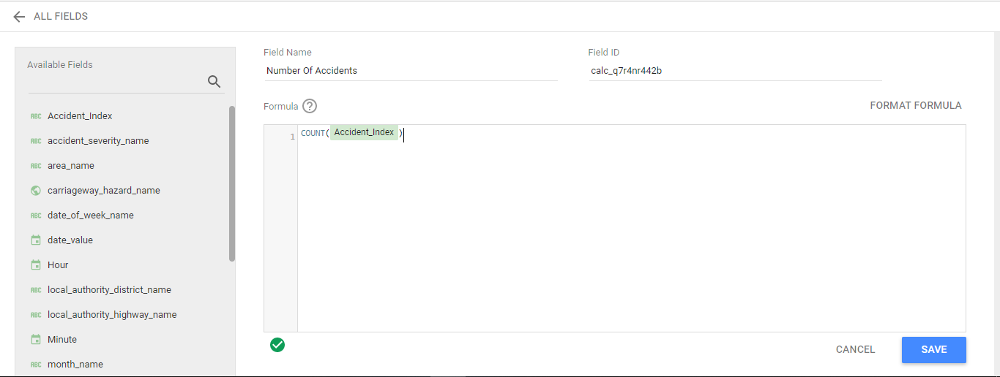 ALL FIELDS
Available Fields
ABC Accident_Index
ABC accident_severity_name
ABC area_name
carriageway_hazard_name
ABC date_of_week_name
date_value
Hour
ABC local_authority_district_name
ABC local_authority_highway_name
Minute
ABC month_name
Field Name
Number Of Accidents
Field ID
calc_q7r4nr442b
Formula ?
FORMAT FORMULA
1 COUNT( Accident_Index )
CANCEL SAVE